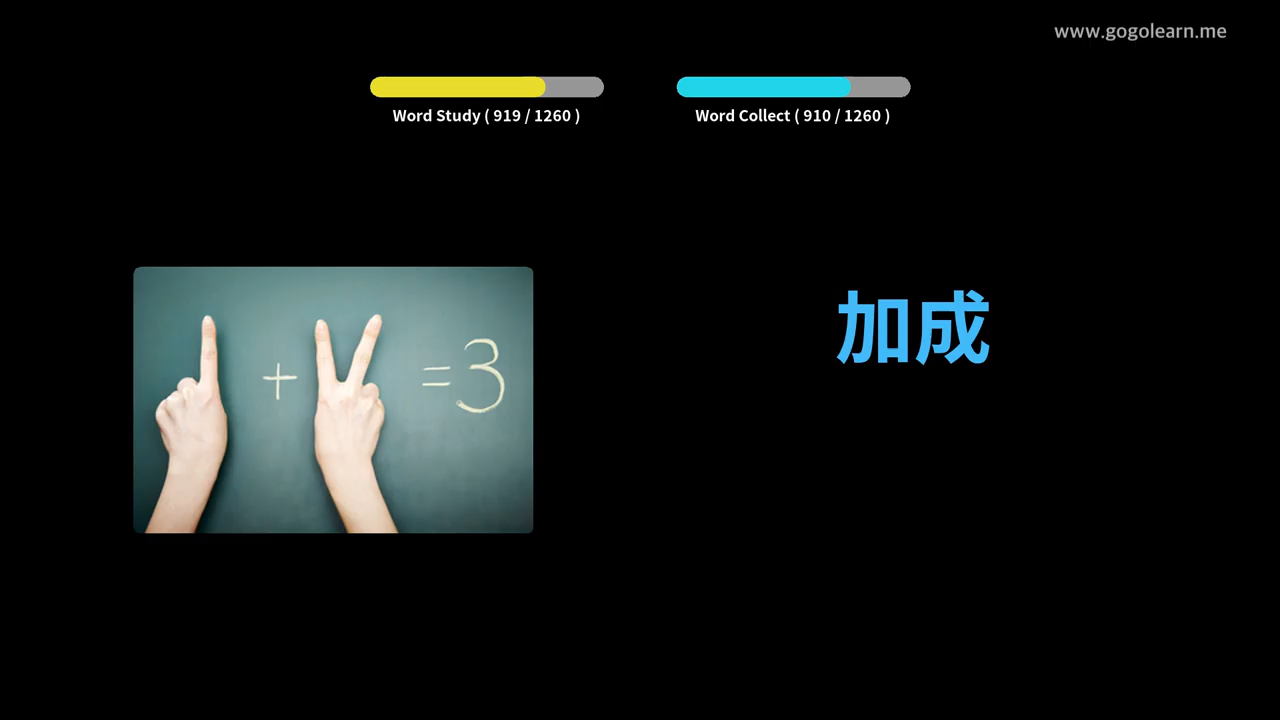 www.gogolearn.me
Word Study ( 919 / 1260 )
Word Collect ( 910 / 1260 )
加成
+ =3